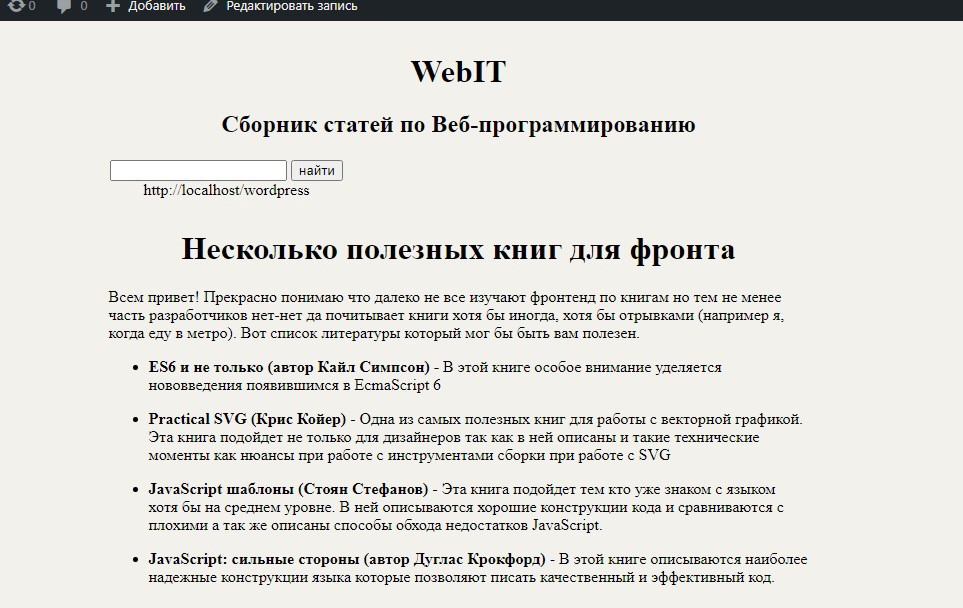 0 0 Добавить Редактировать запись
WebIT
Сборник статей по Веб-программированию
найти
http://localhost/wordpress
Несколько полезных книг для фронта
Всем привет! Прекрасно понимаю что далеко не все изучают фронтенд по книгам но тем не менее
часть разработчиков нет-нет да почитывает книги хотя бы иногда, хотя бы отрывками (например я,
когда еду в метро). Вот список литературы который мог бы быть вам полезен.
• ES6 и не только (автор Кайл Симпсон) - В этой книге особое внимание уделяется
нововведения появившимся в EcmaScript 6
• Practical SVG (Крис Койер) - Одна из самых полезных книг для работы с векторной графикой.
Эта книга подойдет не только для дизайнеров так как в ней описаны и такие технические
моменты как нюансы при работе с инструментами сборки при работе с SVG
• JavaScript шаблоны (Стоян Стефанов) - Эта книга подойдет тем кто уже знаком с языком
хотя бы на среднем уровне. В ней описываются хорошие конструкции кода и сравниваются с
плохими а так же описаны способы обхода недостатков JavaScript.
• JavaScript: сильные стороны (автор Дуглас Крокфорд) - В этой книге описываются наиболее
надежные конструкции языка которые позволяют писать качественный и эффективный код.